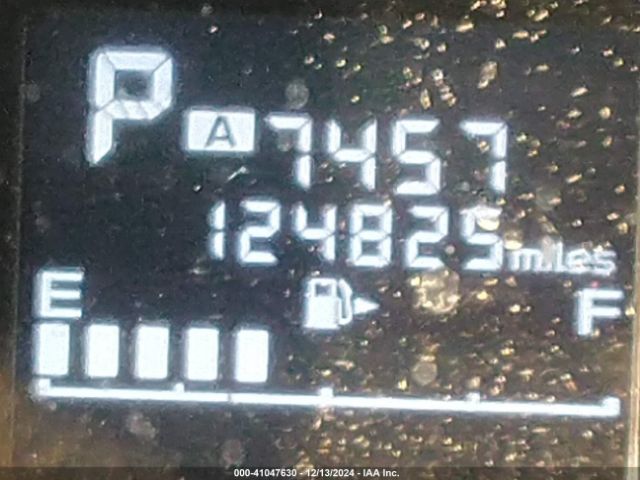 P A 7457
124825 miles
E F
000-41047630 - 12/13/2024 - IAA Inc.